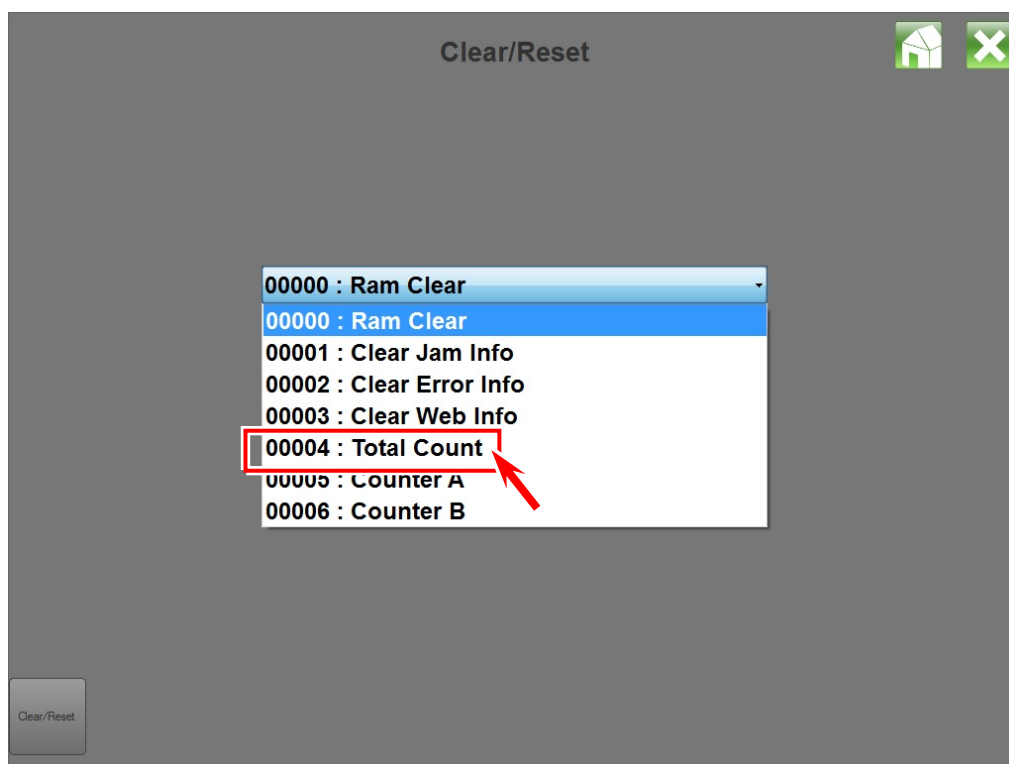 Clear/Reset
00000 : Ram Clear
00000 : Ram Clear
00001 : Clear Jam Info
00002 : Clear Error Info
00003 : Clear Web Info
00004 : Total Count
00005 : Counter A
00006 : Counter B
Clear/Reset